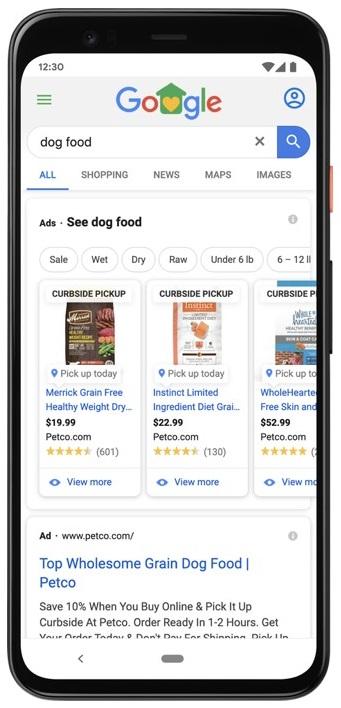 12:30
Google
dog food
ALL SHOPPING NEWS MAPS IMAGES
Ads · See dog food
Sale Wet Dry Raw Under 6 lb 6 – 12 l
CURBSIDE PICKUP CURBSIDE PICKUP CURBSIDE P
Merrick Instinct Whole
hearted
Pick up today Pick up today Pick up
Merrick Grain Free Instinct Limited WholeHearte
Healthy Weight Dry... Ingredient Diet Grai... Free Skin and
$19.99 $22.99 $52.99
Petco.com Petco.com Petco.com
(601) (130)
View more View more View mo
Ad · www.petco.com/
Top Wholesome Grain Dog Food |
Petco
Save 10% When You Buy Online & Pick It Up
Curbside At Petco. Order Ready In 1-2 Hours. Get
Your Order Today & Don't Pay For Shipping. Pick Up